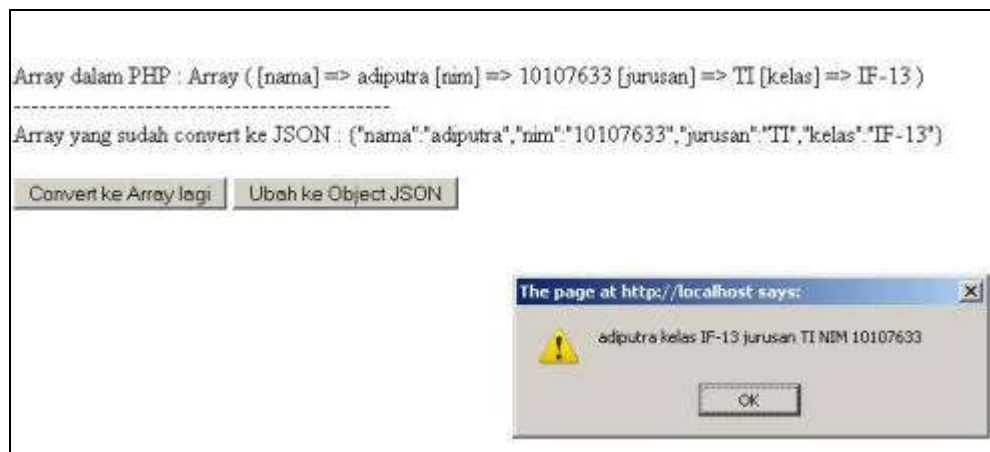 Array dalam PHP : Array ( [nama] => adiputra [nim] => 10107633 [jurusan] => TI [kelas] => IF-13 )
-------------------------------------------
Array yang sudah convert ke JSON : {"nama":"adiputra","nim":"10107633","jurusan":"TI","kelas":"IF-13"}
Convert ke Array lagi Ubah ke Object JSON
The page at http://localhost says:
adiputra kelas IF-13 jurusan TI NIM 10107633
OK